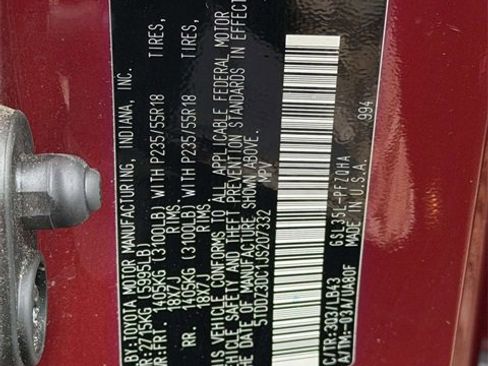 BY:TOYOTA MOTOR MANUFACTURING, INDIANA, INC.
2715KG (5995LB)
FRT. 1405KG (3100LB) WITH P235/55R18 TIRES,
18X7J RIMS,
RR. 1405KG (3100LB) WITH P235/55R18 TIRES,
18X7J RIMS.
THIS VEHICLE CONFORMS TO ALL APPLICABLE FEDERAL MOTOR
VEHICLE SAFETY AND THEFT PREVENTION STANDARDS IN EFFECT
ON THE DATE OF MANUFACTURE SHOWN ABOVE.
5TDDZ3DC1JS207332 MPV
994
C/TR:303/LB43 GSL35L-PFZQHA
A/TM:-03A/UA80F MADE IN U.S.A.